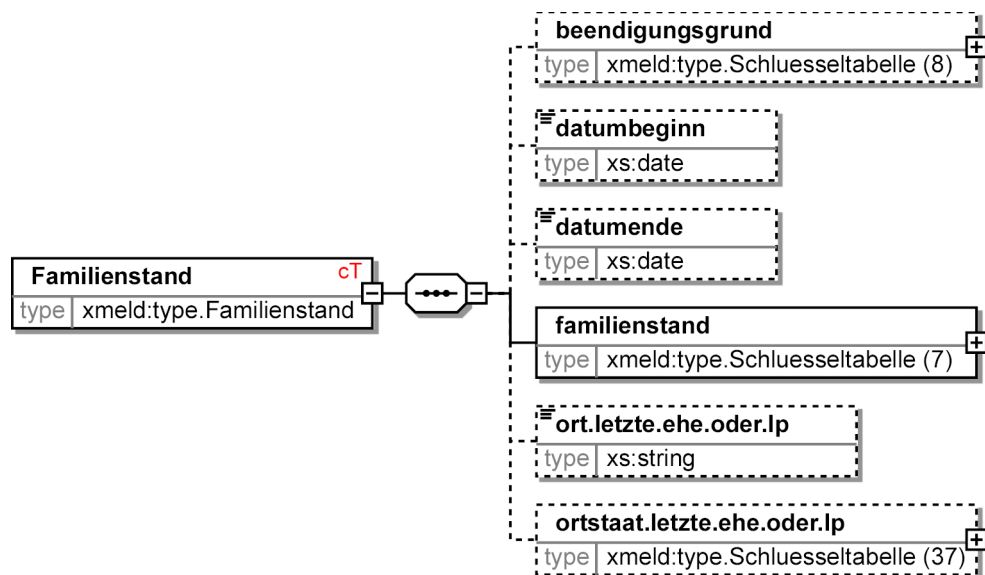 beendigungsgrund
type xmeld:type.Schluesseltabelle (8)
datumbeginn
type xs:date
datumende
type xs:date
Familienstand cT
type xmeld:type.Familienstand
familienstand
type xmeld:type.Schluesseltabelle (7)
ort.letzte.ehe.oder.lp
type xs:string
ortstaat.letzte.ehe.oder.lp
type xmeld:type.Schluesseltabelle (37)